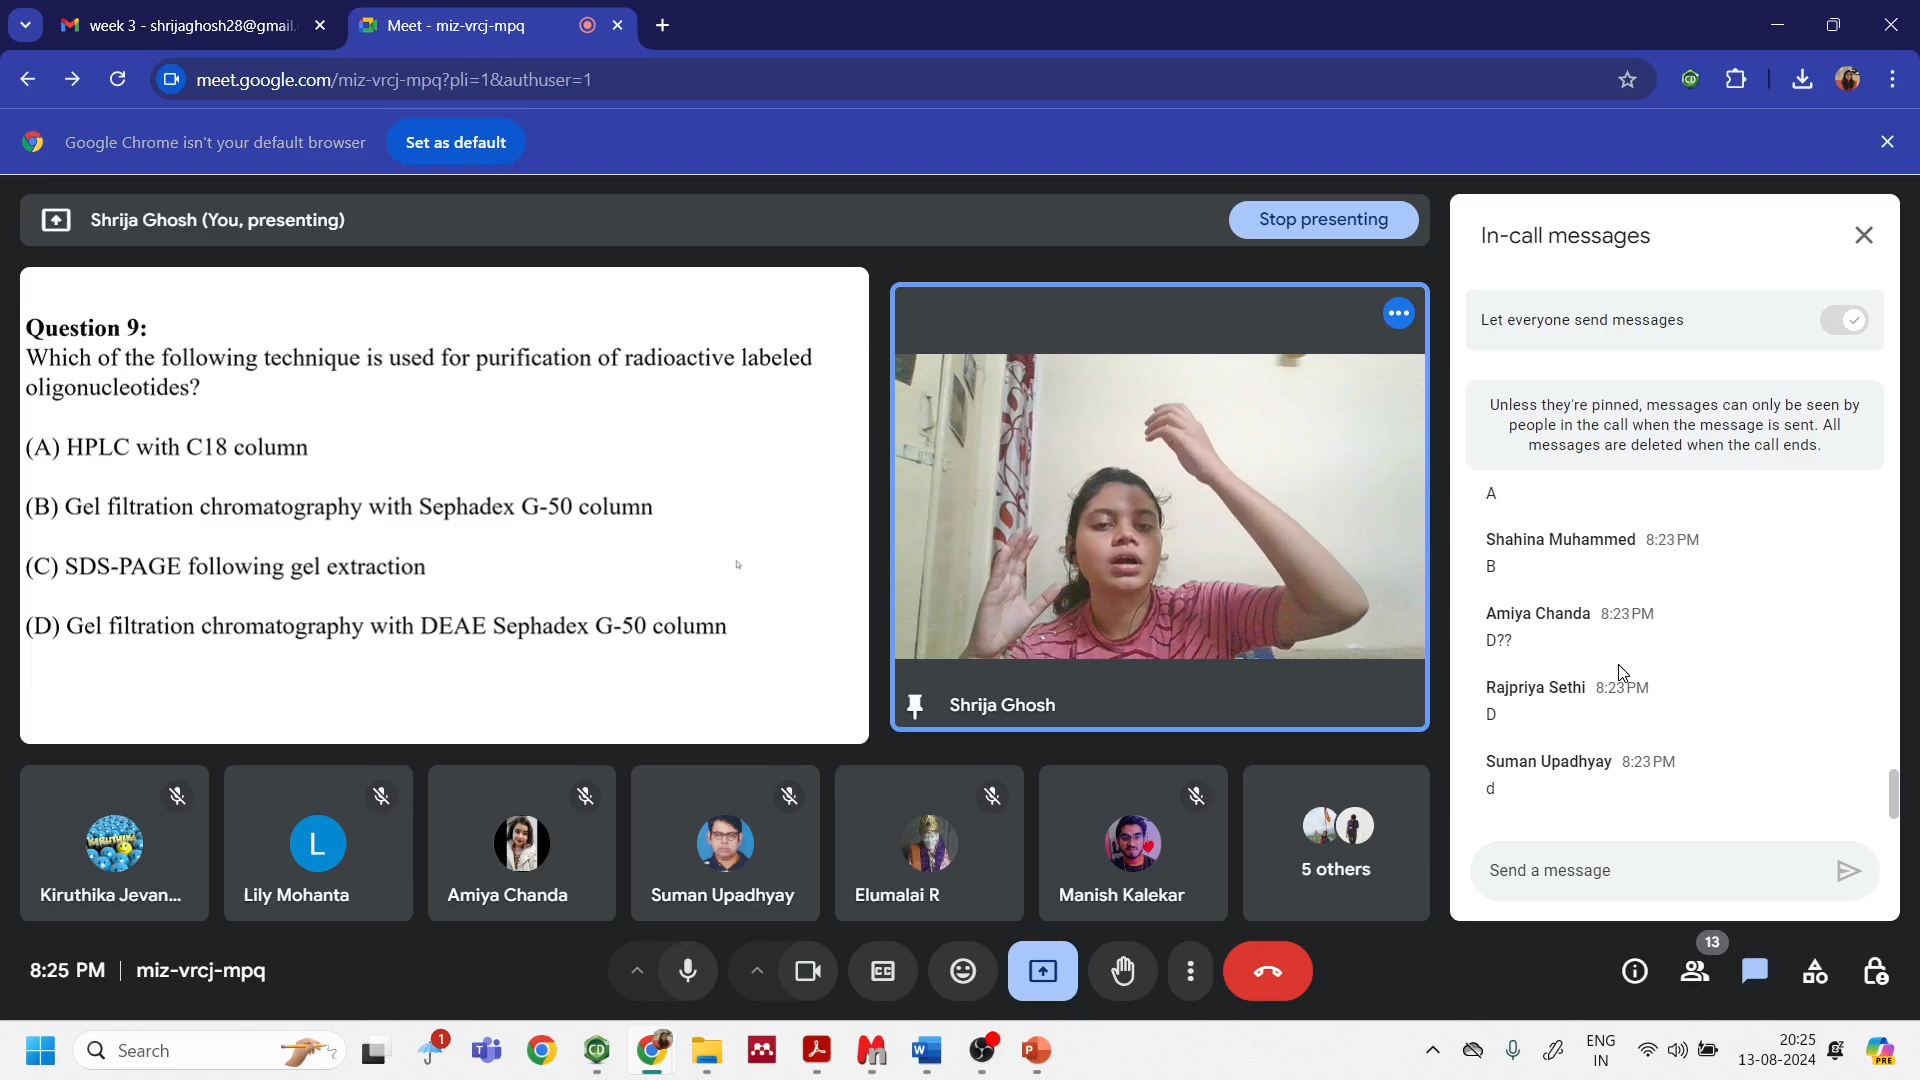 week 3 - shrijaghosh28@gmail.
Meet - miz-vrcj-mpq
meet.google.com/miz-vrcj-mpq?pli=1&authuser=1
Google Chrome isn't your default browser
Set as default
Shrija Ghosh (You, presenting)
Stop presenting
Question 9:
Which of the following technique is used for purification of radioactive labeled
oligonucleotides?
(A) HPLC with C18 column
(B) Gel filtration chromatography with Sephadex G-50 column
(C) SDS-PAGE following gel extraction
(D) Gel filtration chromatography with DEAE Sephadex G-50 column
Shrija Ghosh
In-call messages
Let everyone send messages
Unless they're pinned, messages can only be seen by
people in the call when the message is sent. All
messages are deleted when the call ends.
A
Shahina Muhammed 8:23 PM
B
Amiya Chanda 8:23 PM
D??
Rajpriya Sethi 8:23 PM
D
Suman Upadhyay 8:23 PM
d
Send a message
Kiruthika Jevan...
L
Lily Mohanta
Amiya Chanda
Suman Upadhyay
Elumalai R
Manish Kalekar
5 others
8:25 PM | miz-vrcj-mpq
13
Search
1
ENG
IN
20:25
13-08-2024